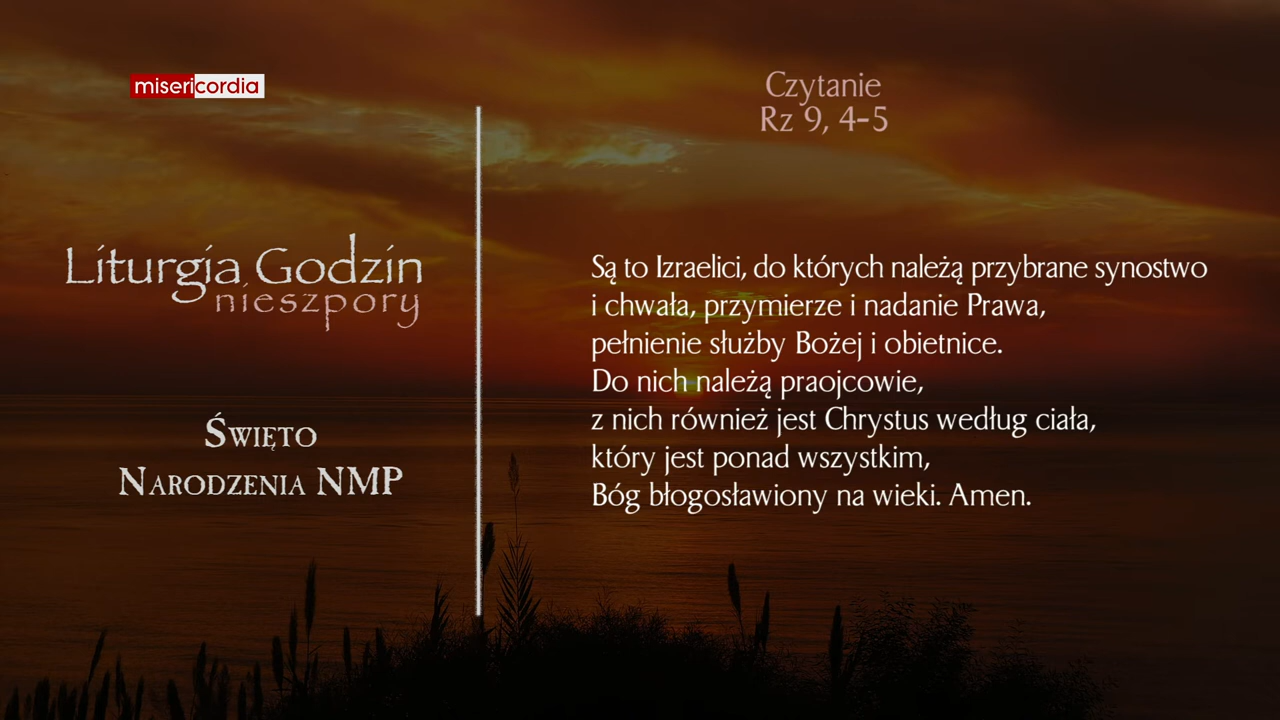 misericordia
Liturgia Godzin
nieszpory
Święto
Narodzenia NMP
Czytanie
Rz 9, 4-5
Są to Izraelici, do których należą przybrane synostwo
i chwała, przymierze i nadanie Prawa,
pełnienie służby Bożej i obietnice.
Do nich należą praojcowie,
z nich również jest Chrystus według ciała,
który jest ponad wszystkim,
Bóg błogosławiony na wieki. Amen.